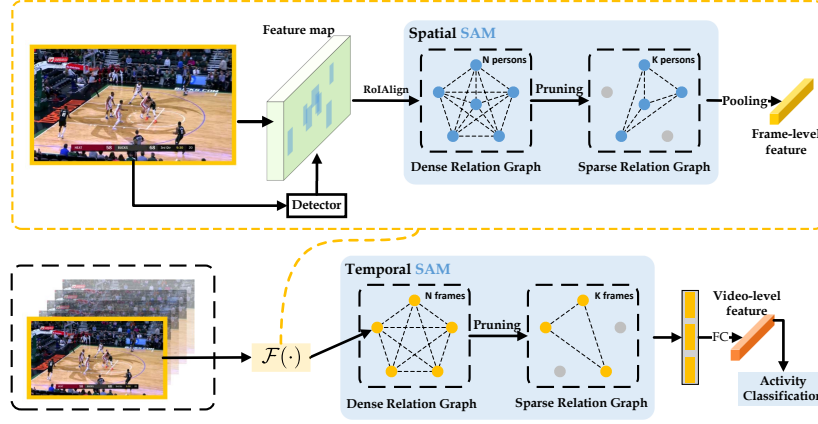 Feature map
Spatial SAM
N persons
K persons
RoIAlign
Pruning
Pooling
Frame-level
feature
Dense Relation Graph
Sparse Relation Graph
Detector
Temporal SAM
N frames
K frames
Video-level
feature
Pruning
FC
F(·)
Activity
Classification
Dense Relation Graph
Sparse Relation Graph